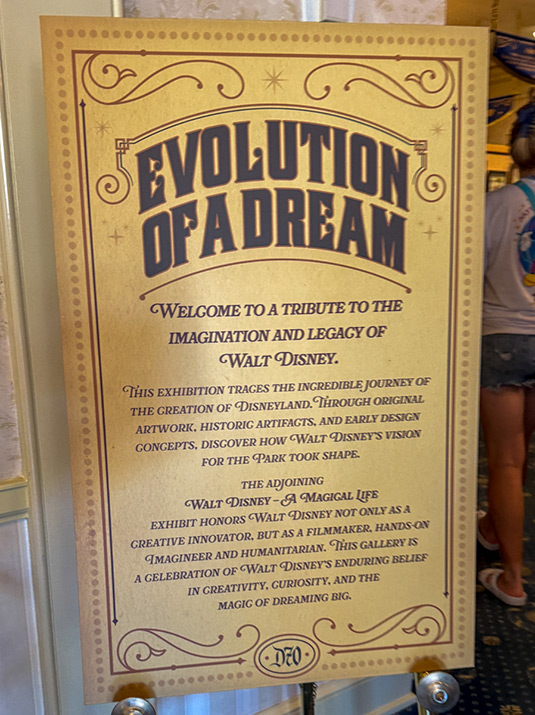 EVOLUTION
OF A DREAM
WELCOME TO A TRIBUTE TO THE
IMAGINATION AND LEGACY OF
WALT DISNEY.
THIS EXHIBITION TRACES THE INCREDIBLE JOURNEY OF
THE CREATION OF DISNEYLAND. THROUGH ORIGINAL
ARTWORK, HISTORIC ARTIFACTS, AND EARLY DESIGN
CONCEPTS, DISCOVER HOW WALT DISNEY'S VISION
FOR THE PARK TOOK SHAPE.
THE ADJOINING
WALT DISNEY – A MAGICAL LIFE
EXHIBIT HONORS WALT DISNEY NOT ONLY AS A
CREATIVE INNOVATOR, BUT AS A FILMMAKER, HANDS-ON
IMAGINEER AND HUMANITARIAN. THIS GALLERY IS
A CELEBRATION OF WALT DISNEY'S ENDURING BELIEF
IN CREATIVITY, CURIOSITY, AND THE
MAGIC OF DREAMING BIG.
D70